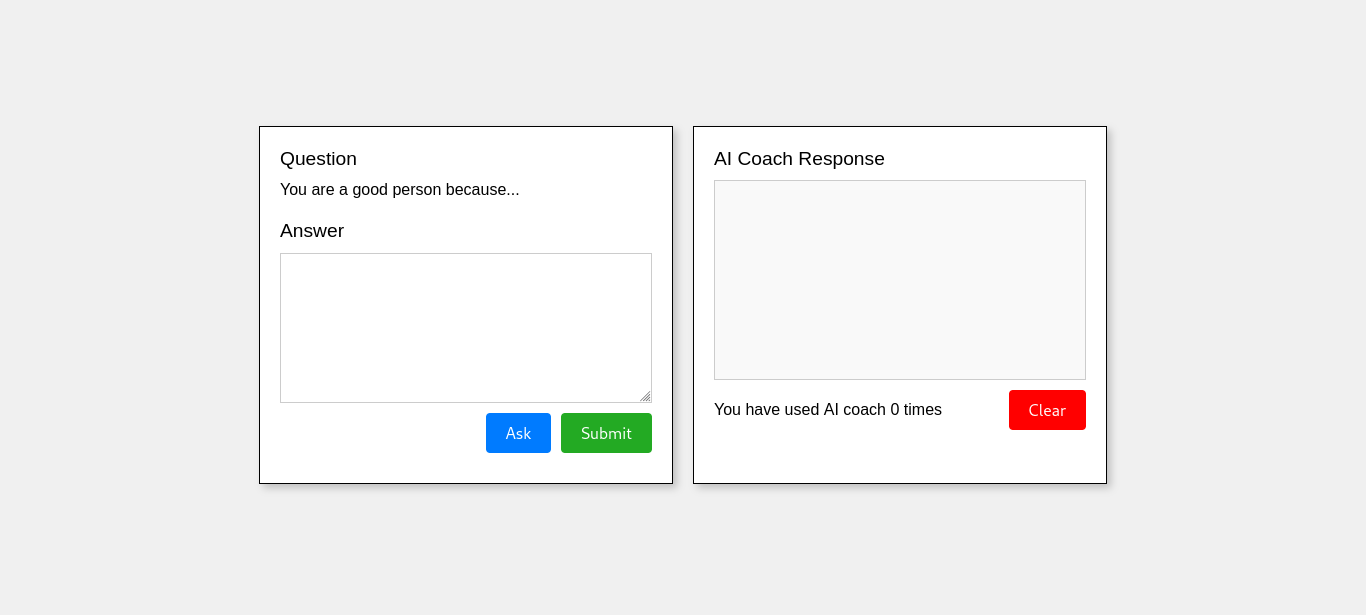 Question
You are a good person because...
Answer
Ask
Submit
AI Coach Response
You have used AI coach 0 times
Clear